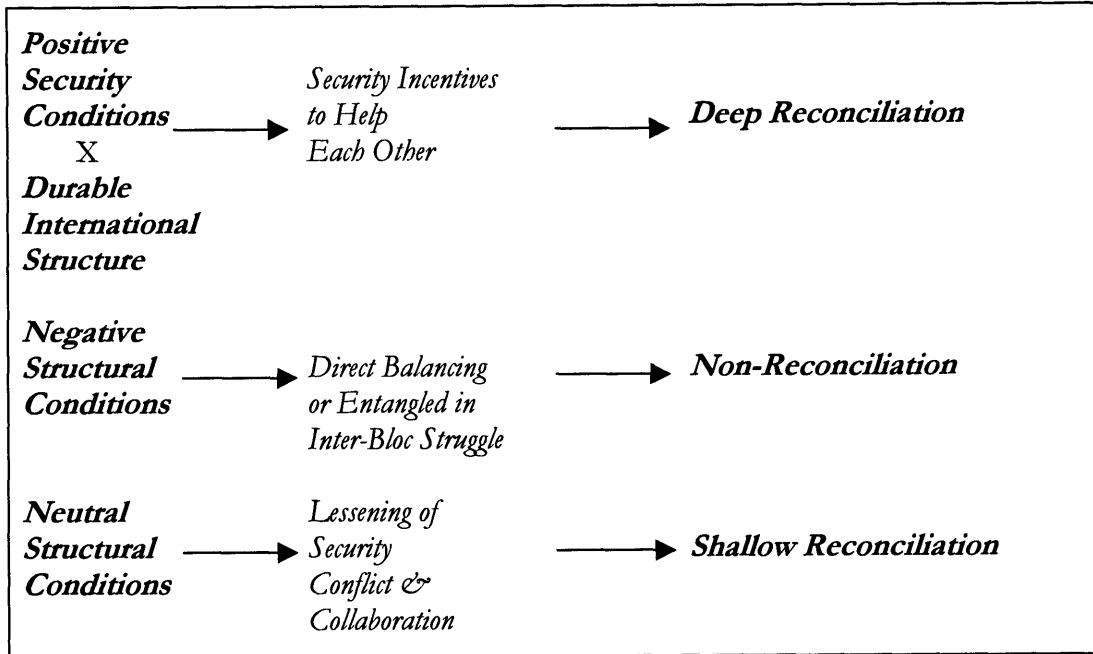 Positive
Security
Conditions
X
Durable
International
Structure
Security Incentives
to Help
Each Other
Deep Reconciliation
Negative
Structural
Conditions
Direct Balancing
or Entangled in
Inter-Bloc Struggle
Non-Reconciliation
Neutral
Structural
Conditions
Lessening of
Security
Conflict &
Collaboration
Shallow Reconciliation